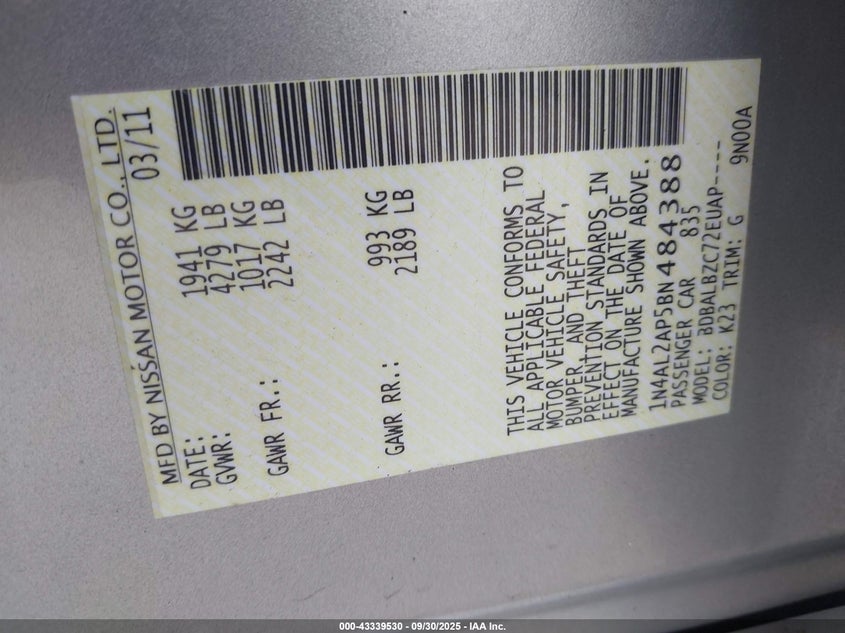 MFD BY NISSAN MOTOR CO., LTD.
DATE: 03/11
GVWR: 1941 KG
4279 LB
GAWR FR.: 1017 KG
2242 LB
GAWR RR.: 993 KG
2189 LB
THIS VEHICLE CONFORMS TO
ALL APPLICABLE FEDERAL
MOTOR VEHICLE SAFETY,
BUMPER, AND THEFT
PREVENTION STANDARDS IN
EFFECT ON THE DATE OF
MANUFACTURE SHOWN ABOVE.
1N4AL2AP5BN484388
PASSENGER CAR 835
MODEL: BDBALBZC72EUAP----
COLOR: K23 TRIM: G 9N00A
000-43339530 - 09/30/2025 - IAA Inc.